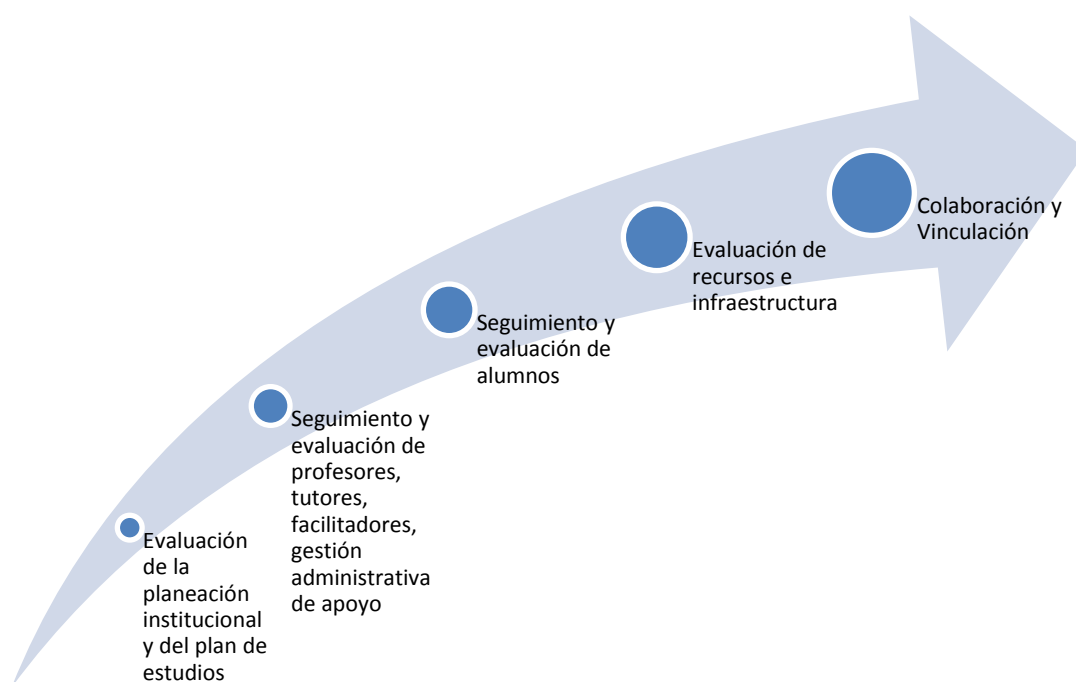 Evaluación
de la
planeación
institucional
y del plan de
estudios
Seguimiento y
evaluación de
profesores,
tutores,
facilitadores,
gestión
administrativa
de apoyo
Seguimiento y
evaluación de
alumnos
Evaluación de
recursos e
infraestructura
Colaboración y
Vinculación